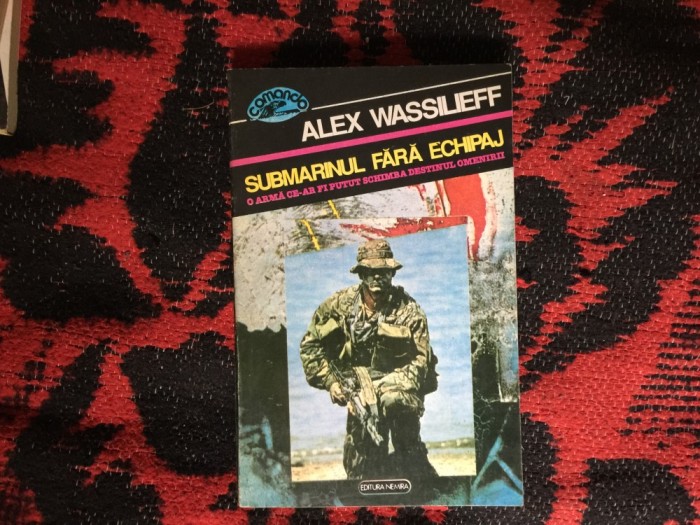 comando
ALEX WASSILIEFF
SUBMARINUL FĂRĂ ECHIPAJ
O ARMĂ CE-AR FI PUTUT SCHIMBA DESTINUL OMENIRII
EDITURA NEMIRA